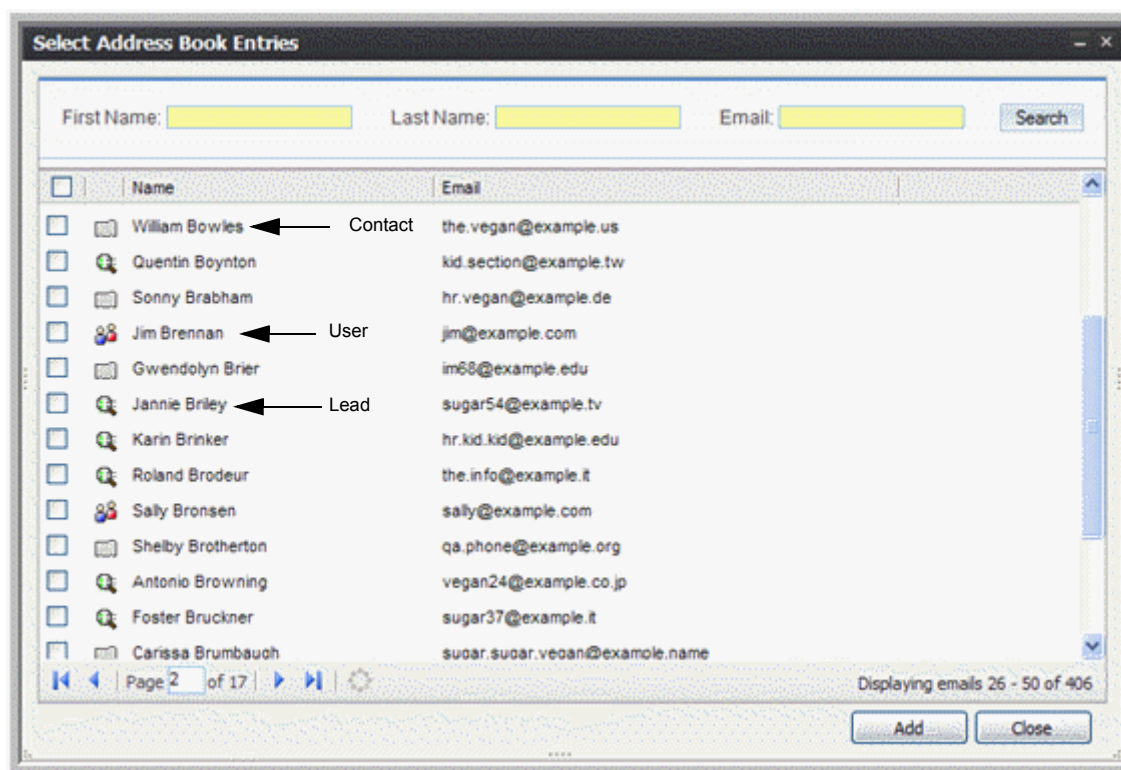 Select Address Book Entries
First Name: Last Name: Email: Search
Name Email
William Bowles Contact the.vegan@example.us
Quentin Boynton kid.section@example.tw
Sonny Brabham hr.vegan@example.de
Jim Brennan User jim@example.com
Gwendolyn Brier im68@example.edu
Jannie Briley Lead sugar54@example.tv
Karin Brinker hr.kid.kid@example.edu
Roland Brodeur the.info@example.it
Sally Bronsen sally@example.com
Shelby Brotherton qa.phone@example.org
Antonio Browning vegan24@example.co.jp
Foster Bruckner sugar37@example.it
Carissa Brumbaugh sugar.sugar.vegan@example.name
Page 2 of 17 Displaying emails 26 - 50 of 406
Add Close